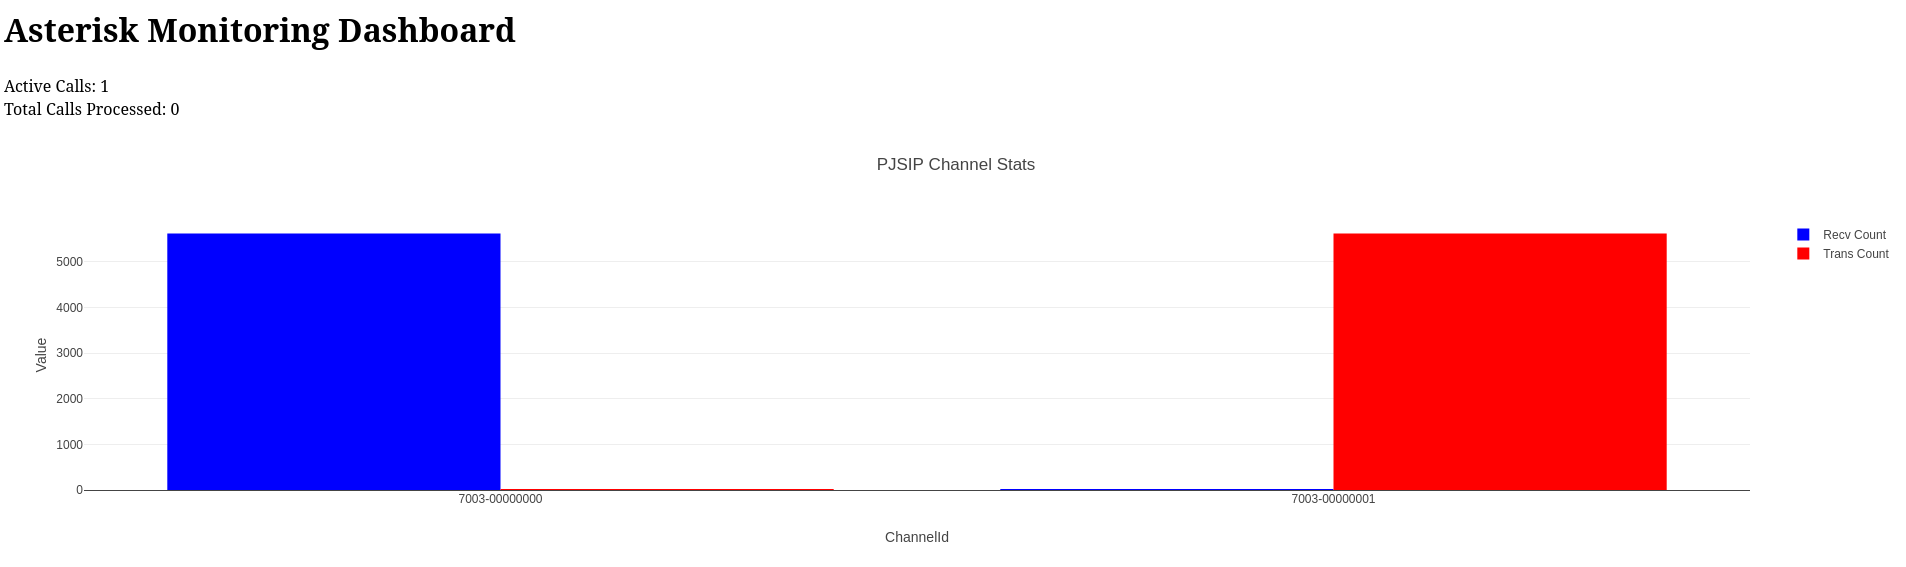 Asterisk Monitoring Dashboard
Active Calls: 1
Total Calls Processed: 0
PJSIP Channel Stats
Recv Count
Trans Count
5000
4000
3000
2000
1000
0
Value
7003-00000000
7003-00000001
ChannelId